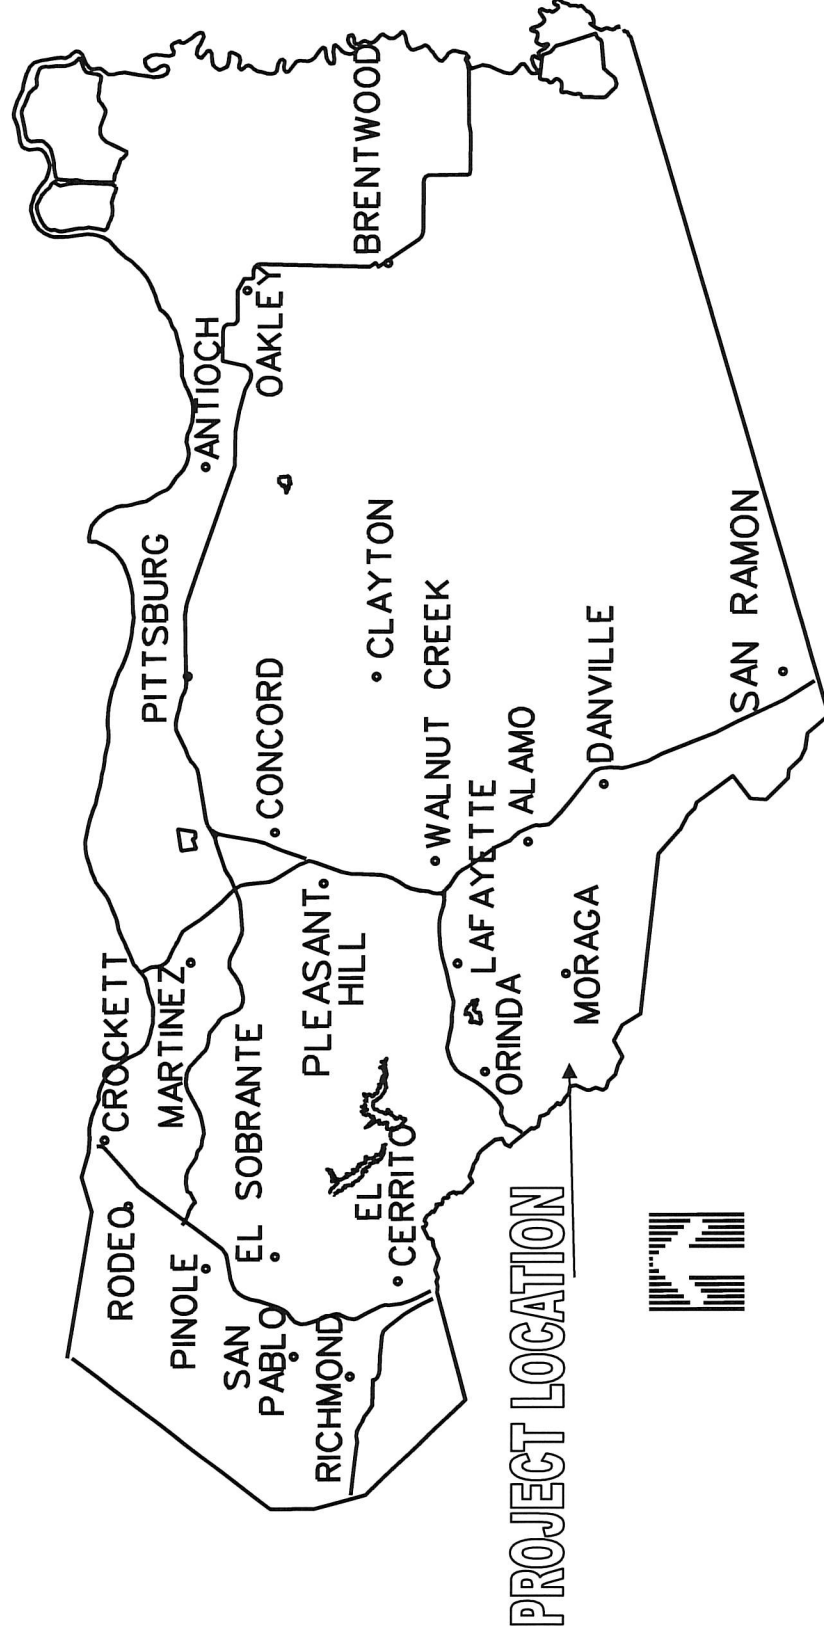 CROCKETT
RODEO
MARTINEZ
PINOLE
PITTSBURG
ANTIOCH
OAKLEY
BRENTWOOD
EL SOBRANTE
CONCORD
SAN
PABLO
PLEASANT
HILL
RICHMOND
CLAYTON
EL
CERRITO
WALNUT CREEK
LAFAYETTE
ORINDA
ALAMO
MORAGA
DANVILLE
SAN RAMON
PROJECT LOCATION